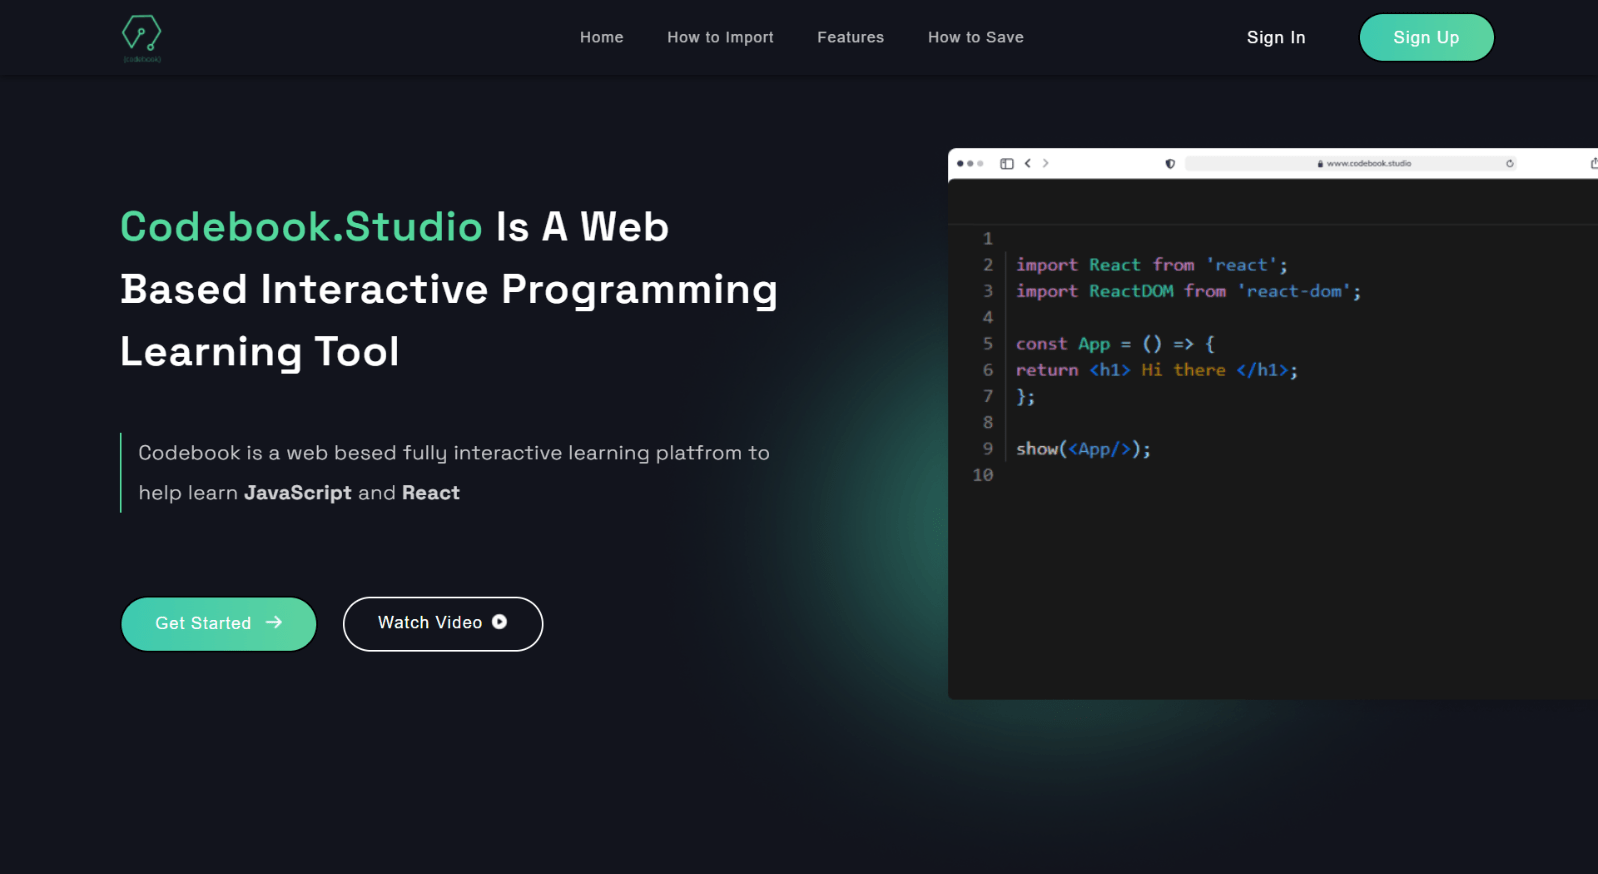 {codebook}
Home How to Import Features How to Save Sign In Sign Up
Codebook.Studio Is A Web
Based Interactive Programming
Learning Tool
Codebook is a web besed fully interactive learning platfrom to
help learn JavaScript and React
Get Started
Watch Video
www.codebook.studio
1
2 import React from 'react';
3 import ReactDOM from 'react-dom';
4
5 const App = () => {
6 return <h1> Hi there </h1>;
7 };
8
9 show(<App/>);
10